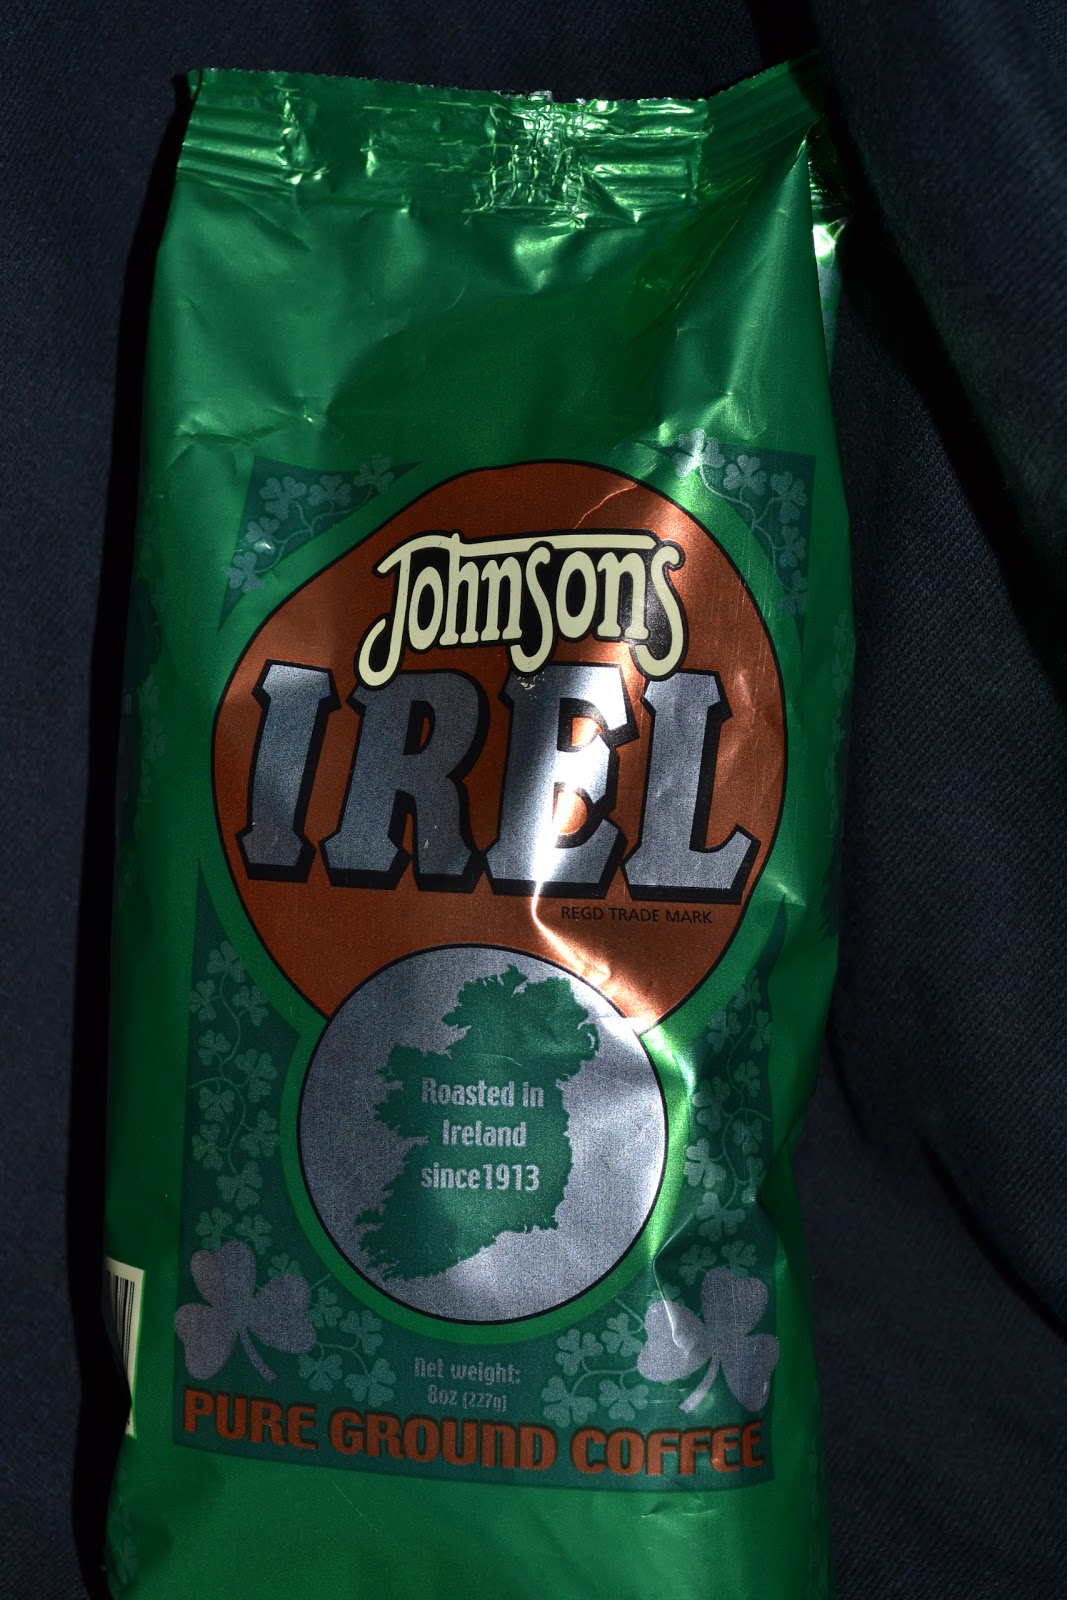 Johnsons
IREL
REGD TRADE MARK
Roasted in
Ireland
since1913
Net weight:
8oz (227g)
PURE GROUND COFFEE